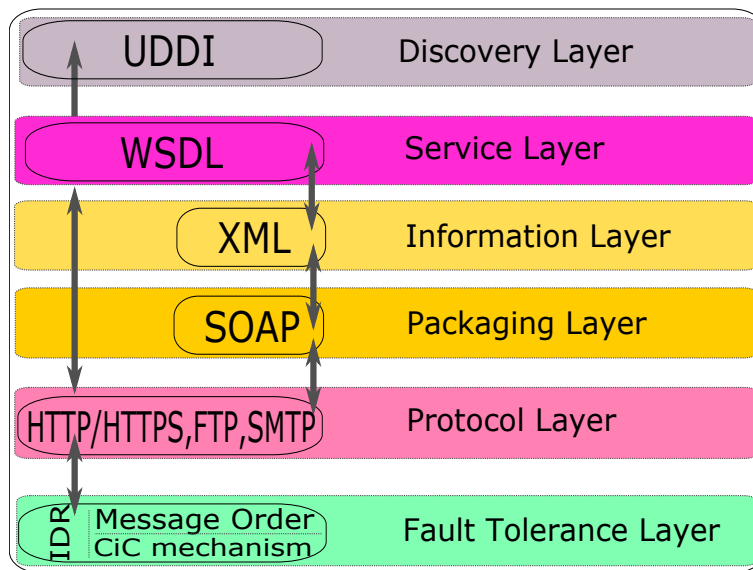 UDDI Discovery Layer
WSDL Service Layer
XML Information Layer
SOAP Packaging Layer
HTTP/HTTPS,FTP,SMTP Protocol Layer
IDR Message Order Fault Tolerance Layer
CiC mechanism